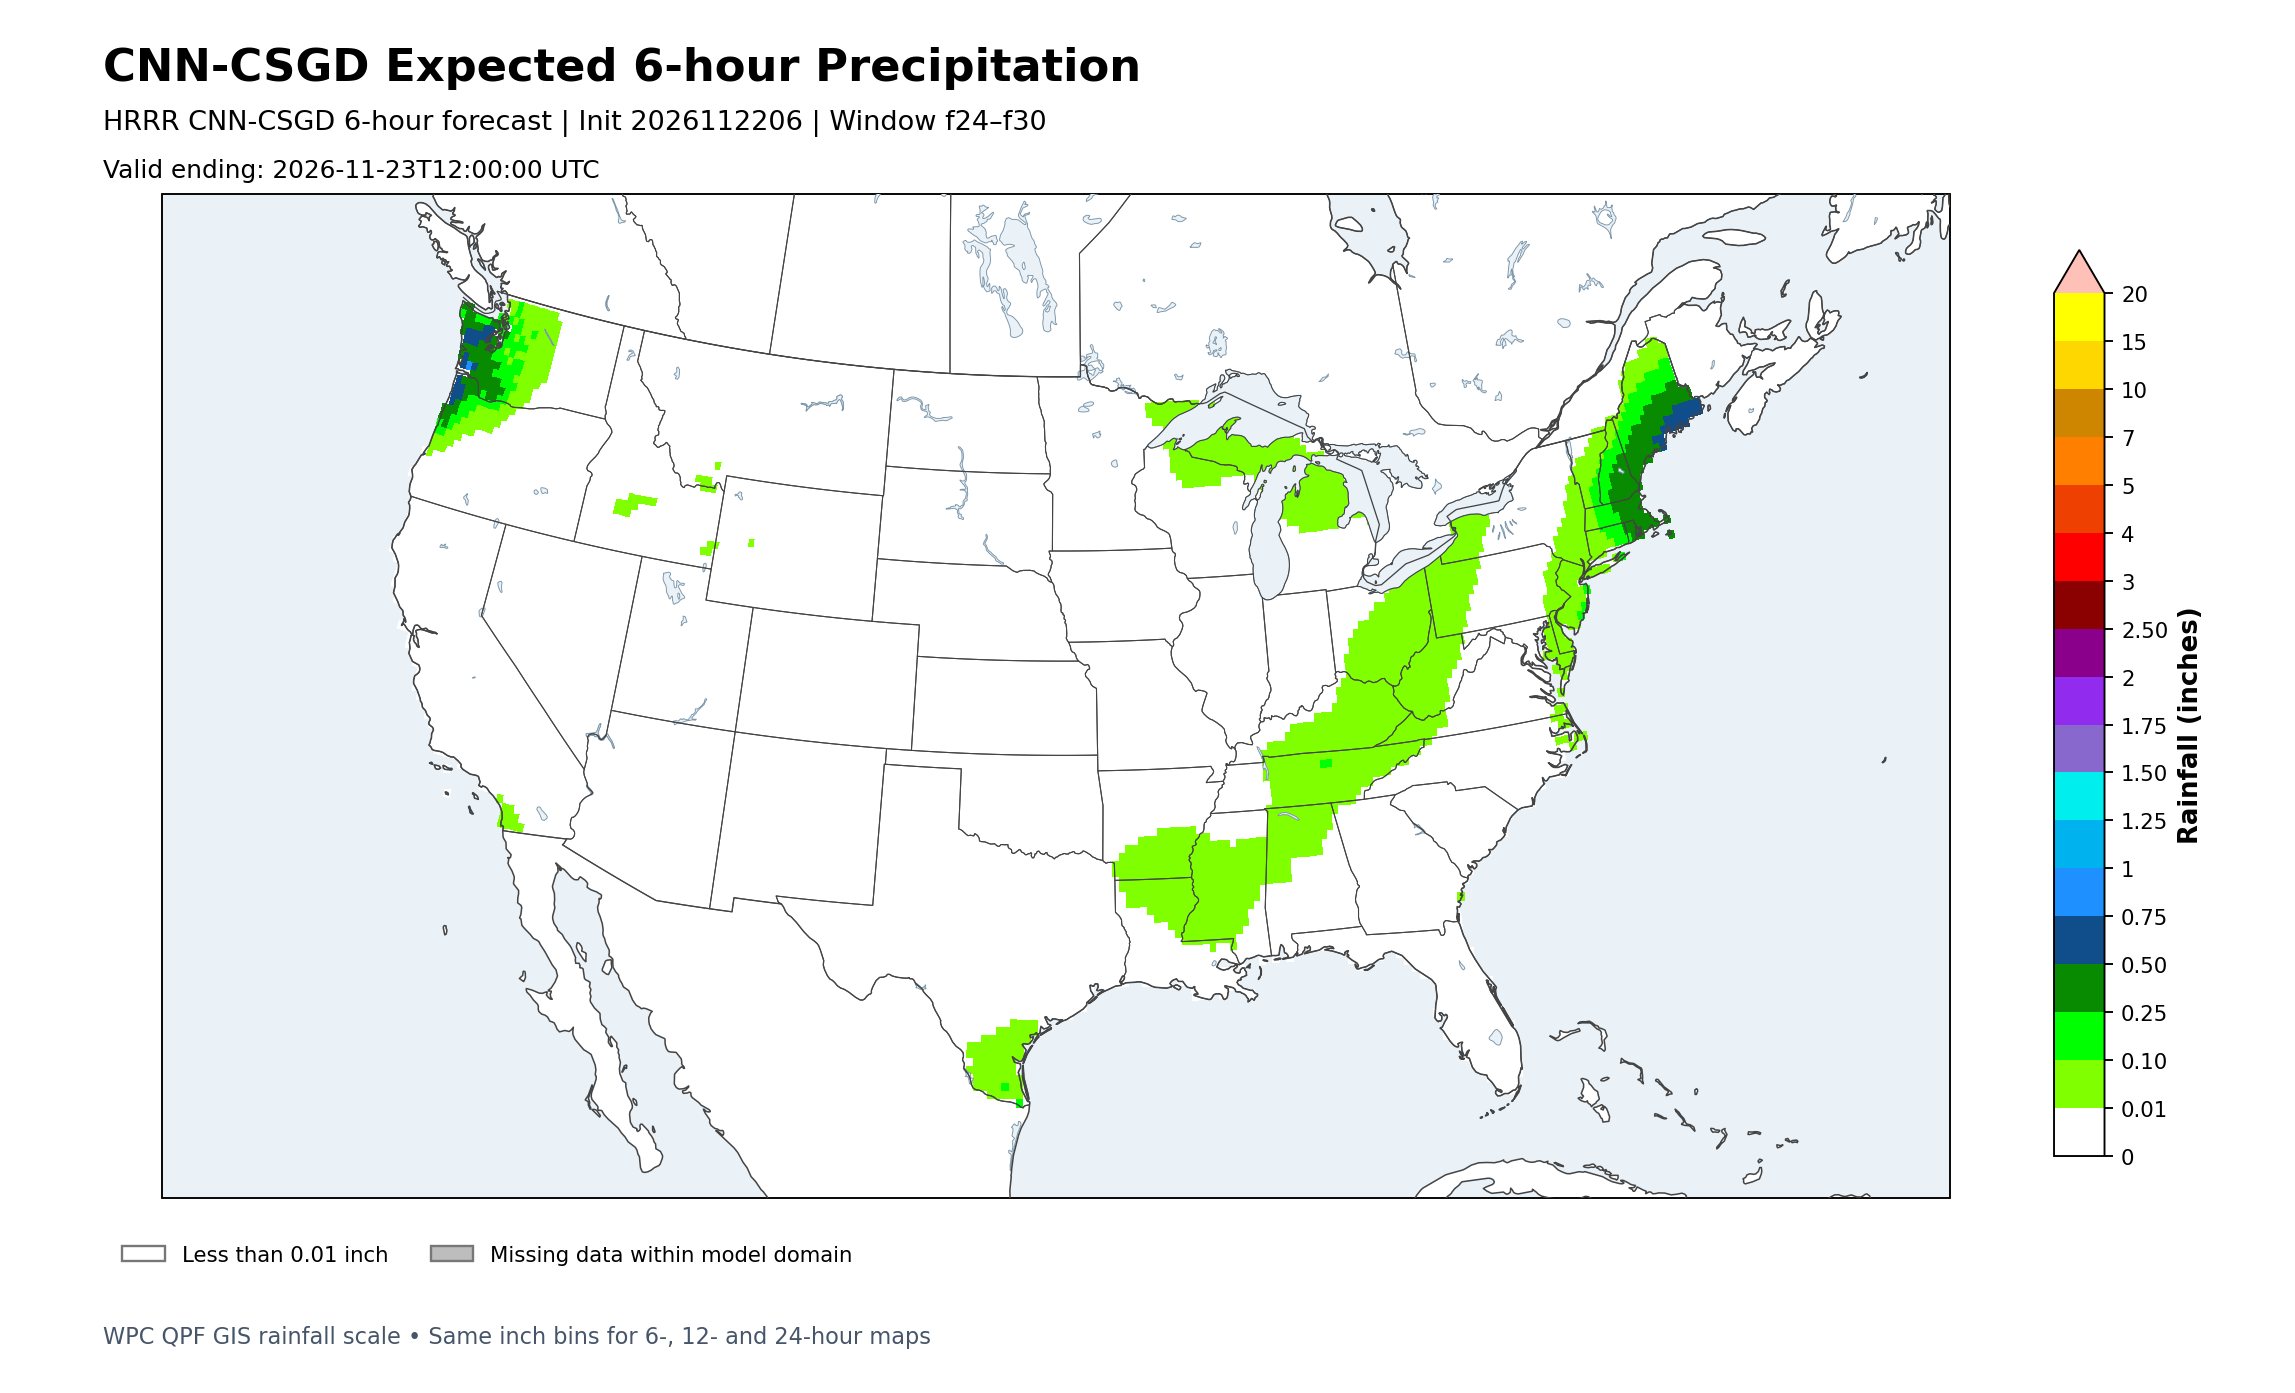 CNN-CSGD Expected 6-hour Precipitation
HRRR CNN-CSGD 6-hour forecast | Init 2026112206 | Window f24–f30
Valid ending: 2026-11-23T12:00:00 UTC
20
15
10
7
5
4
3
2.50
2
1.75
1.50
1.25
1
0.75
0.50
0.25
0.10
0.01
0
Rainfall (inches)
Less than 0.01 inch
Missing data within model domain
WPC QPF GIS rainfall scale • Same inch bins for 6-, 12- and 24-hour maps